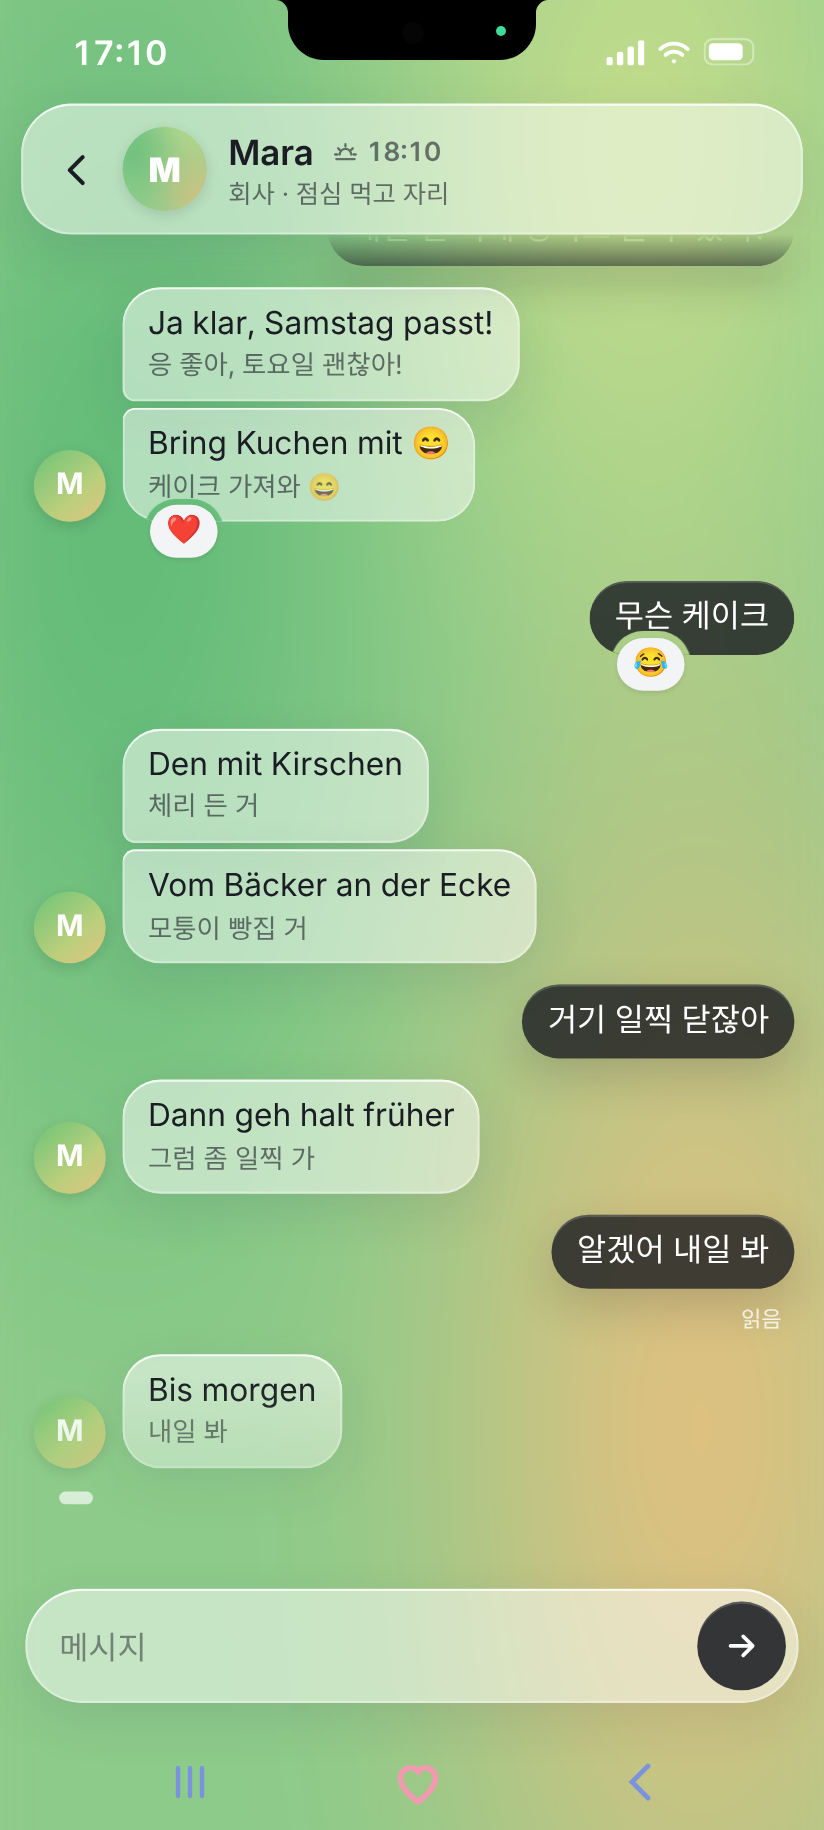 17:10
M
Mara 18:10
회사 · 점심 먹고 자리
Ja klar, Samstag passt!
응 좋아, 토요일 괜찮아!
Bring Kuchen mit 😄
케이크 가져와 😄
M
❤️
무슨 케이크
😂
Den mit Kirschen
체리 든 거
Vom Bäcker an der Ecke
모퉁이 빵집 거
M
거기 일찍 닫잖아
Dann geh halt früher
그럼 좀 일찍 가
M
알겠어 내일 봐
읽음
Bis morgen
내일 봐
M
메시지